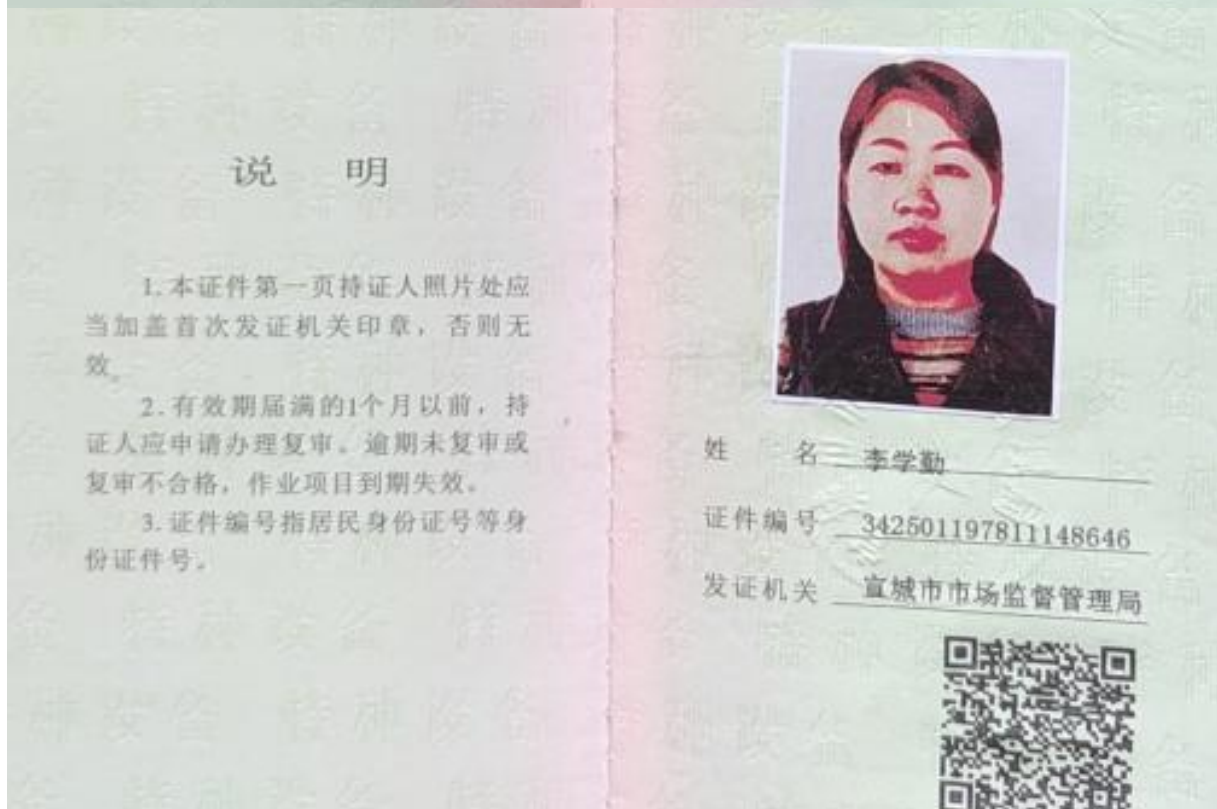 说 明
1.本证件第一页持证人照片处应
当加盖首次发证机关印章，否则无
效。
2.有效期届满的1个月以前，持
证人应申请办理复审。逾期未复审或
复审不合格，作业项目到期失效。
3.证件编号指居民身份证号等身
份证件号。
姓 名 李学勤
证件编号 342501197811148646
发证机关 宣城市市场监督管理局